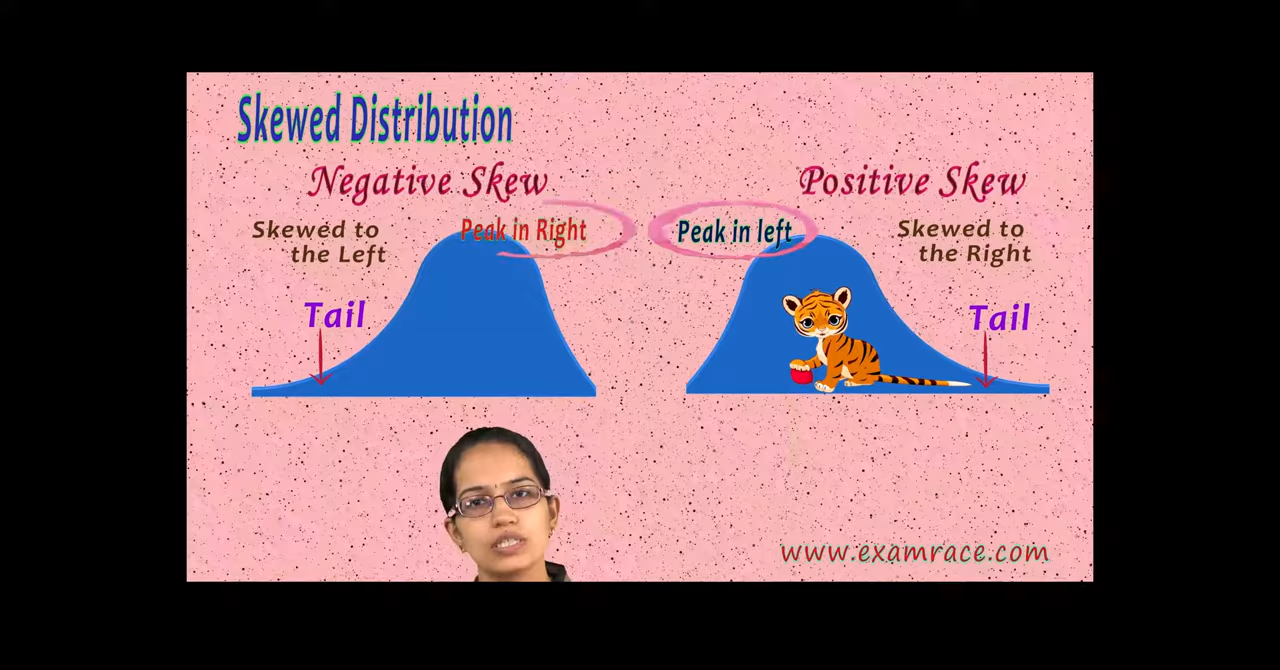 Skewed Distribution
Negative Skew
Skewed to
the Left
Peak in Right
Tail
Positive Skew
Peak in left
Skewed to
the Right
Tail
www.examrace.com